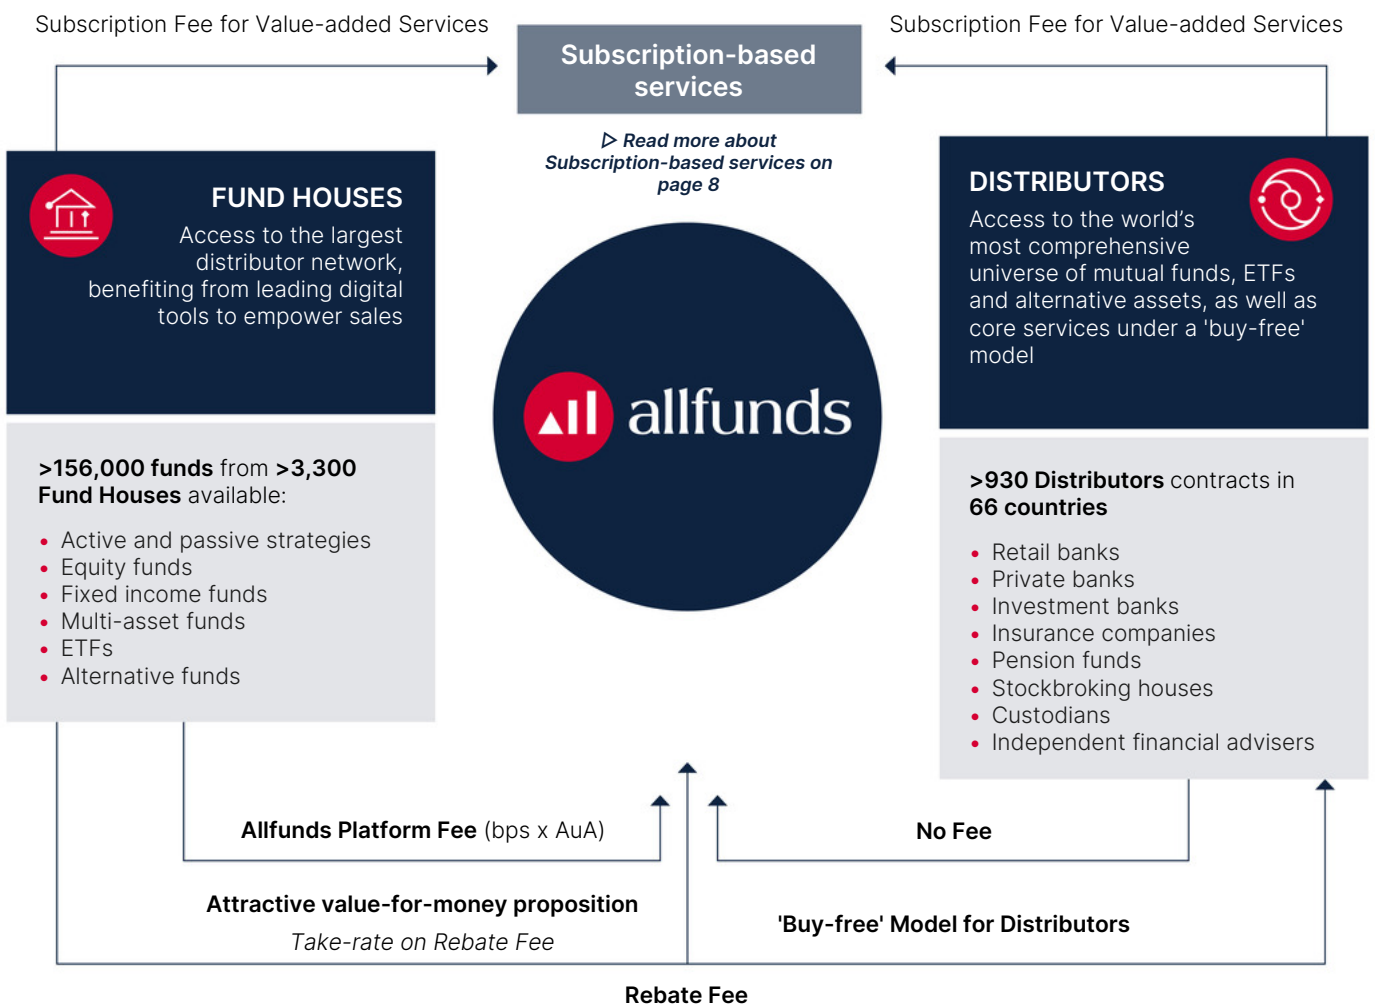 Subscription Fee for Value-added Services
Subscription Fee for Value-added Services
Subscription-based
services
▷ Read more about
Subscription-based services on
page 8
FUND HOUSES
Access to the largest
distributor network,
benefiting from leading digital
tools to empower sales
DISTRIBUTORS
Access to the world's
most comprehensive
universe of mutual funds, ETFs
and alternative assets, as well as
core services under a 'buy-free'
model
allfunds
>156,000 funds from >3,300
Fund Houses available:
• Active and passive strategies
• Equity funds
• Fixed income funds
• Multi-asset funds
• ETFs
• Alternative funds
>930 Distributors contracts in
66 countries
• Retail banks
• Private banks
• Investment banks
• Insurance companies
• Pension funds
• Stockbroking houses
• Custodians
• Independent financial advisers
Allfunds Platform Fee (bps x AuA)
No Fee
Attractive value-for-money proposition
Take-rate on Rebate Fee
'Buy-free' Model for Distributors
Rebate Fee